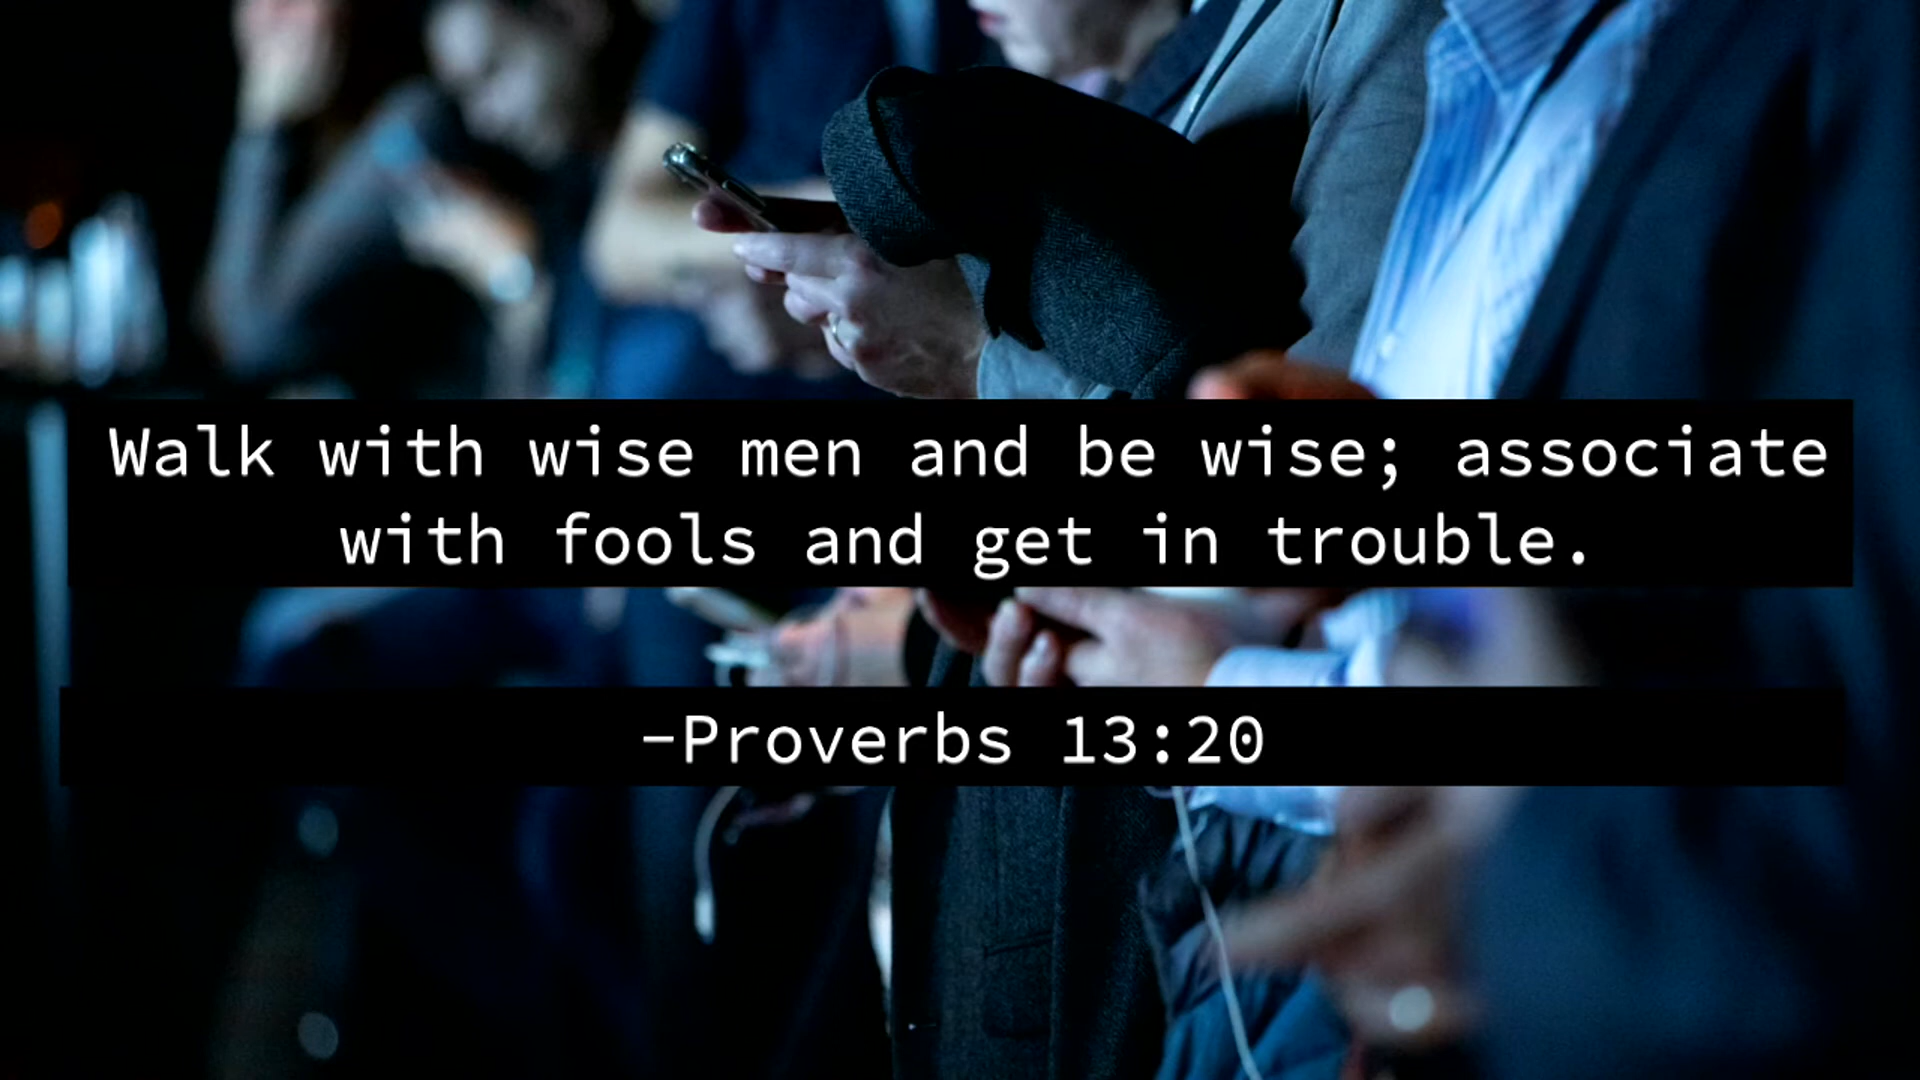 Walk with wise men and be wise; associate
with fools and get in trouble.
-Proverbs 13:20